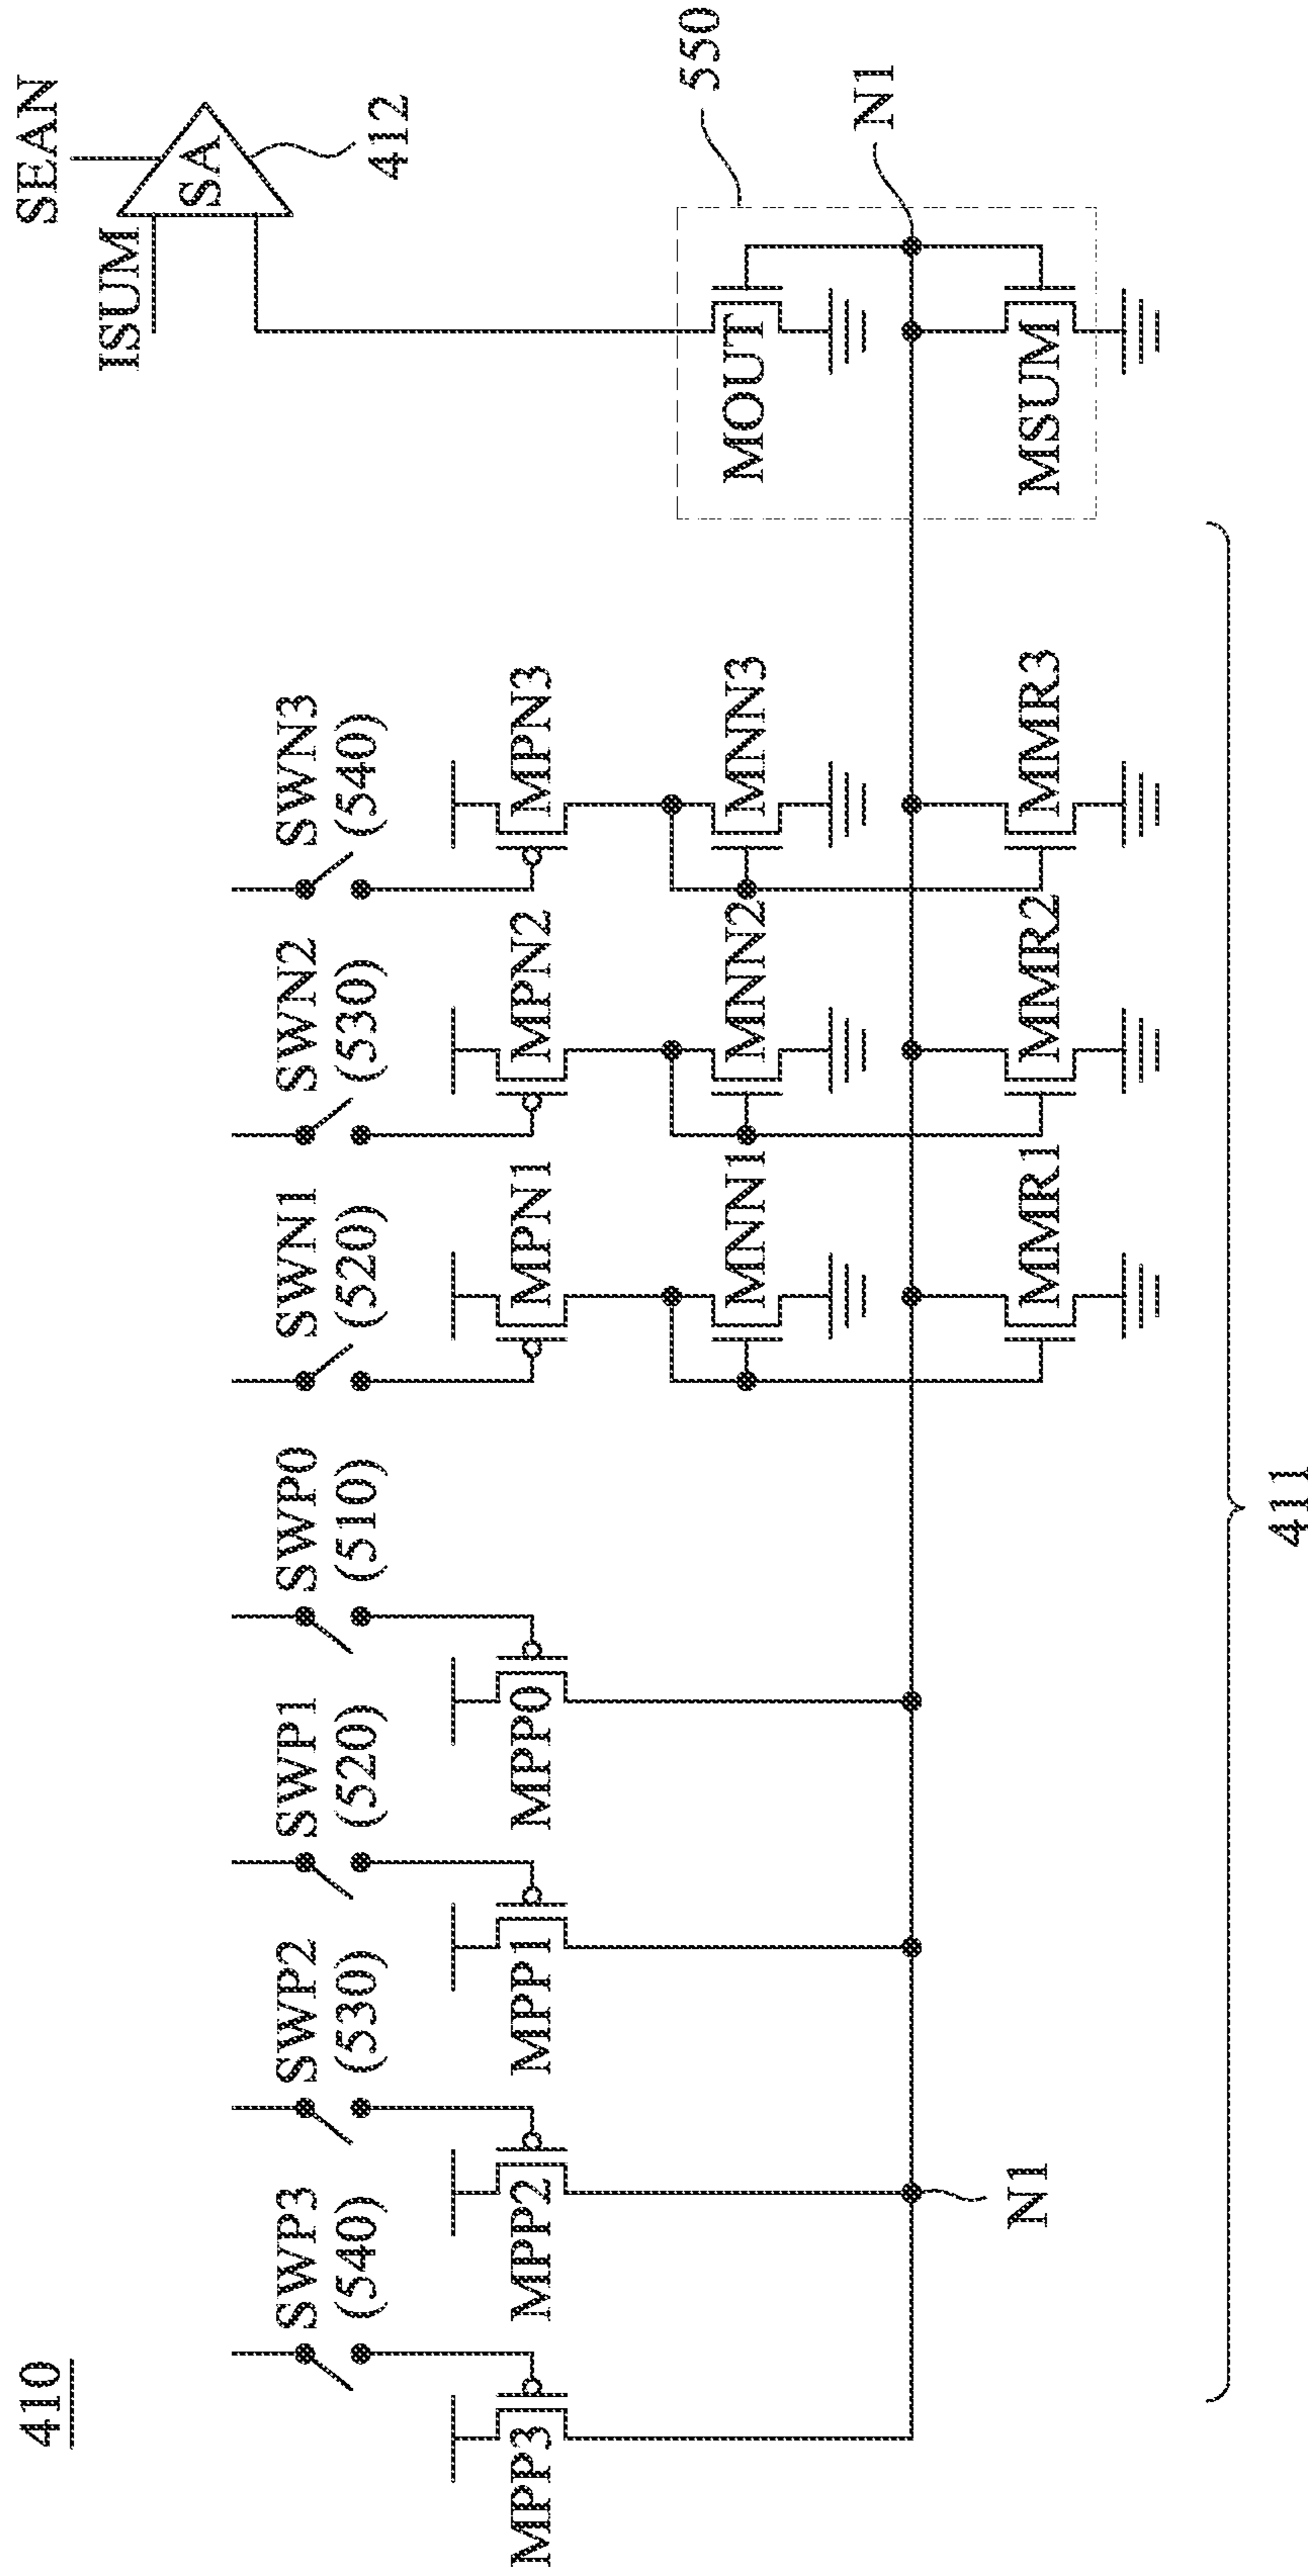 410
SEAN
ISUM
SA
412
SWP3
(540)
SWP2
(530)
SWP1
(520)
SWP0
(510)
SWN1
(520)
SWN2
(530)
SWN3
(540)
MPP3
MPP2
MPP1
MPP0
MPN1
MPN2
MPN3
550
MNN1
MNN2
MNN3
MOUT
N1
N1
MMR1
MMR2
MMR3
MSUM
411